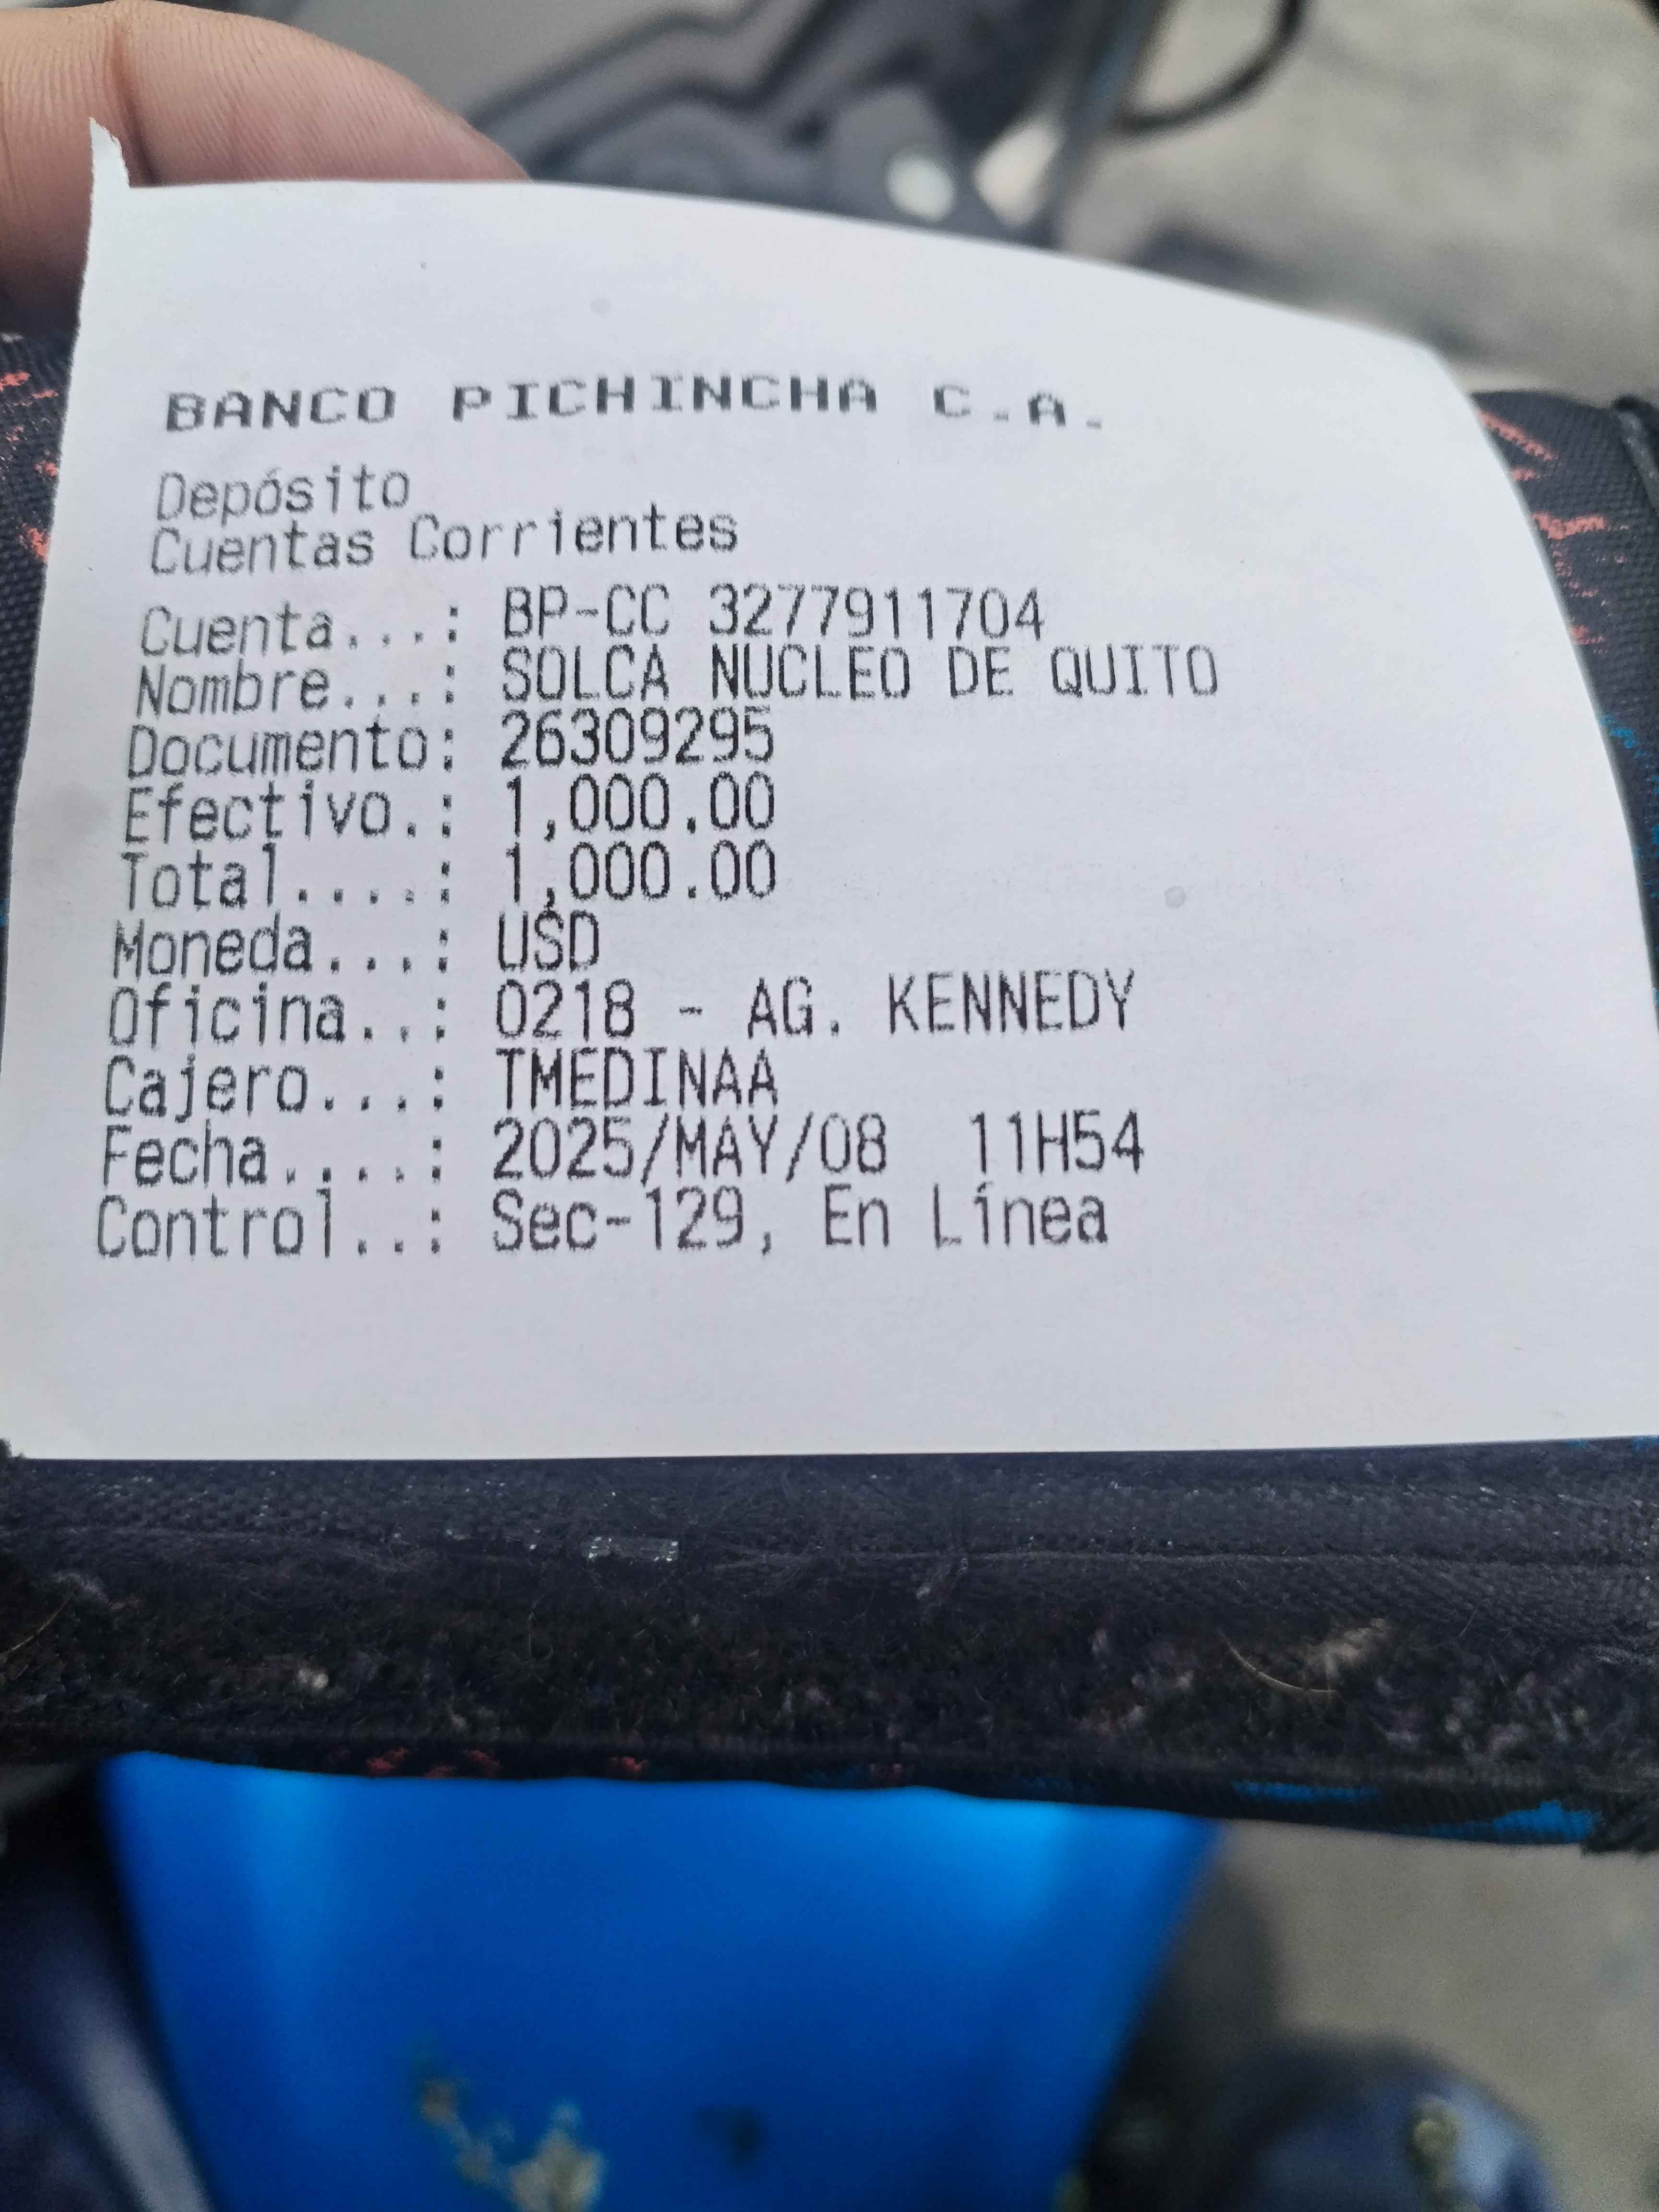 BANCO PICHINCHA C.A.
Depósito
Cuentas Corrientes
Cuenta...: BP-CC 3277911704
Nombre...: SOLCA NUCLEO DE QUITO
Documento: 26309295
Efectivo.: 1,000.00
Total....: 1,000.00
Moneda...: USD
Oficina..: 0218 - AG. KENNEDY
Cajero...: TMEDINAA
Fecha....: 2025/MAY/08 11H54
Control..: Sec-129, En Línea